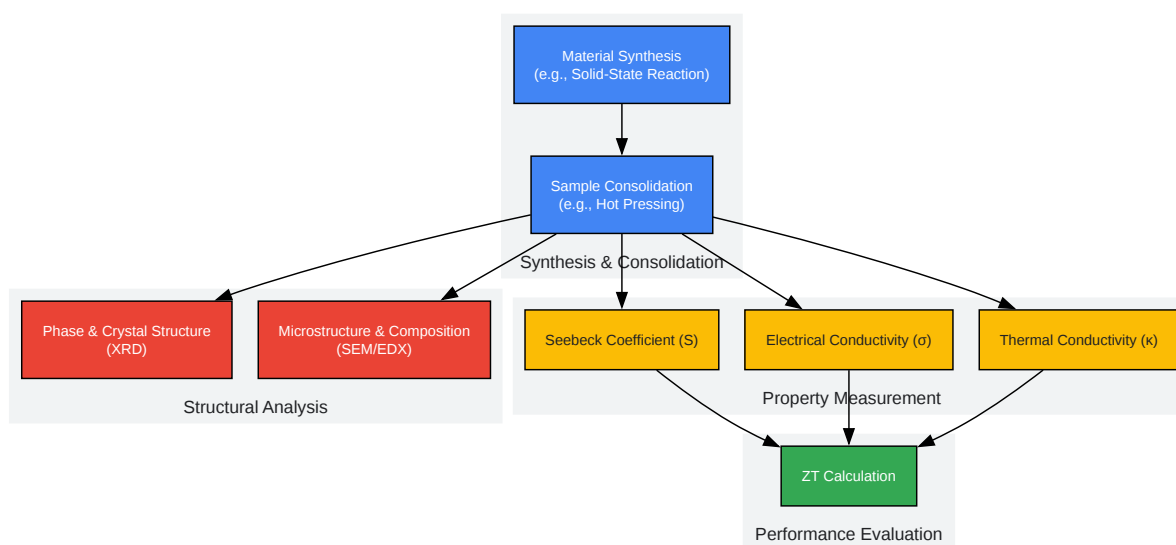 Material Synthesis
(e.g., Solid-State Reaction)
Sample Consolidation
(e.g., Hot Pressing)
Synthesis & Consolidation
Phase & Crystal Structure
(XRD)
Microstructure & Composition
(SEM/EDX)
Structural Analysis
Seebeck Coefficient (S)
Electrical Conductivity (σ)
Thermal Conductivity (κ)
Property Measurement
ZT Calculation
Performance Evaluation